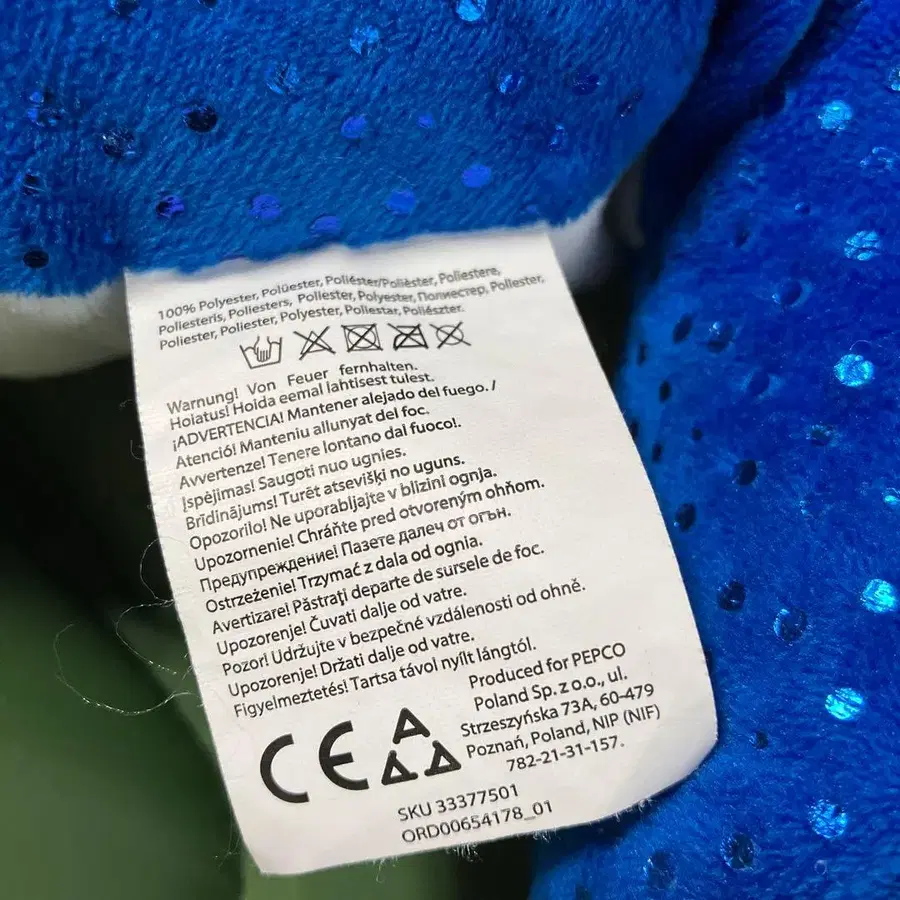 100% Polyester, Polüester, Poliéster/Polièster, Poliestere,
Poliesteris, Poliesters, Poliester, Polyester, Полиестер, Poliester,
Poliester, Poliester, Polyester, Poliestar, Poliészter.
Warnung! Von Feuer fernhalten.
Hoiatus! Hoida eemal lahtisest tulest.
¡ADVERTENCIA! Mantener alejado del fuego. /
Atenció! Manteniu allunyat del foc.
Avvertenze! Tenere lontano dal fuoco!.
Įspėjimas! Saugoti nuo ugnies.
Brīdinājums! Turēt atsevišķi no uguns.
Opozorilo! Ne uporabljajte v blizini ognja.
Upozornenie! Chráňte pred otvoreným ohňom.
Предупреждение! Пазете далеч от огън.
Ostrzeżenie! Trzymać z dala od ognia.
Avertizare! Păstrați departe de sursele de foc.
Upozorenje! Čuvati dalje od vatre.
Pozor! Udržujte v bezpečné vzdálenosti od ohně.
Upozorenje! Držati dalje od vatre.
Figyelmeztetés! Tartsa távol nyílt lángtól.
Produced for PEPCO
Poland Sp. z o.o., ul.
Strzeszyńska 73A, 60-479
Poznań, Poland, NIP (NIF)
782-21-31-157.
CE
SKU 33377501
ORD00654178_01